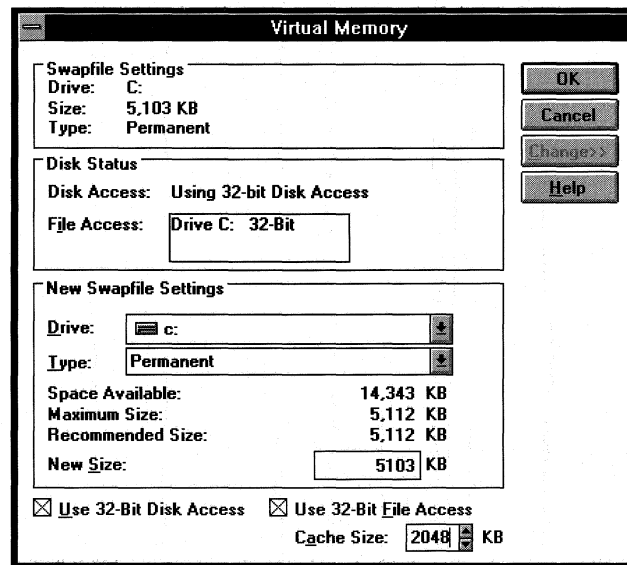 Virtual Memory
Swapfile Settings
Drive: C:
Size: 5,103 KB
Type: Permanent
OK
Cancel
Change>>
Help
Disk Status
Disk Access: Using 32-bit Disk Access
File Access: Drive C: 32-Bit
New Swapfile Settings
Drive: c:
Type: Permanent
Space Available: 14,343 KB
Maximum Size: 5,112 KB
Recommended Size: 5,112 KB
New Size: 5103 KB
Use 32-Bit Disk Access Use 32-Bit File Access
Cache Size: 2048 KB